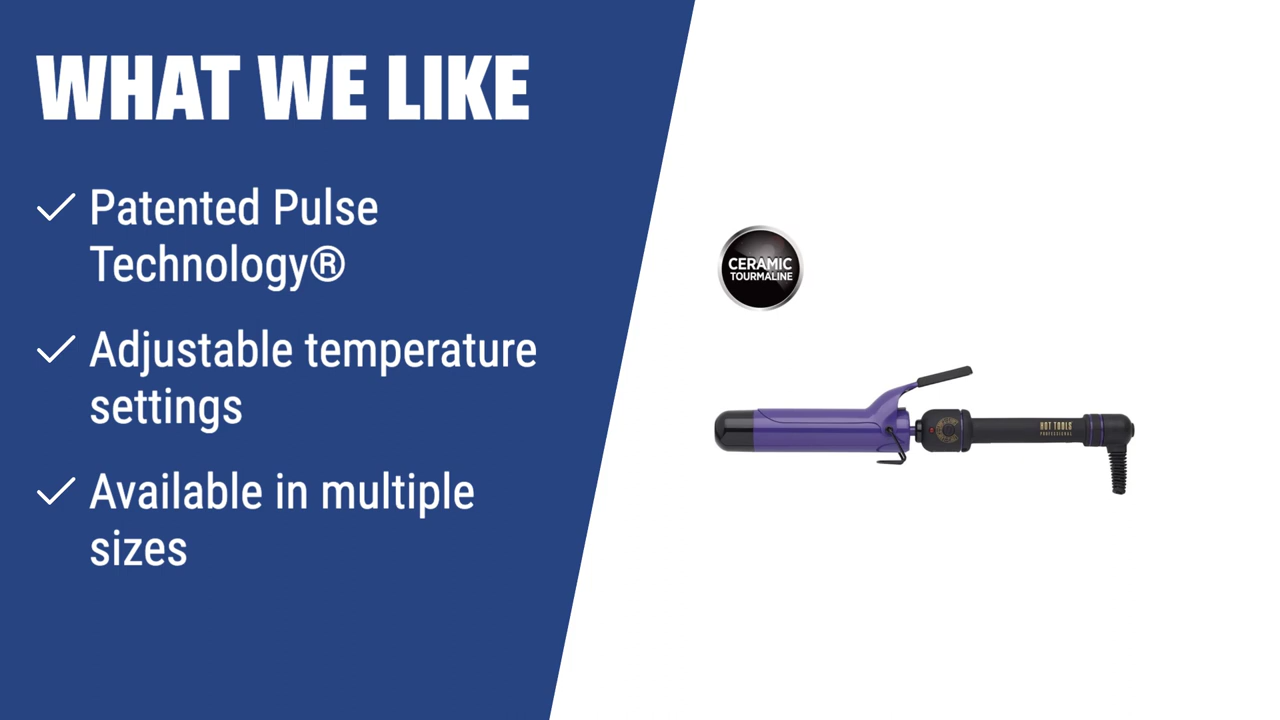 WHAT WE LIKE
Patented Pulse
Technology®
Adjustable temperature
settings
Available in multiple
sizes
CERAMIC
TOURMALINE
HOT TOOLS
PROFESSIONAL